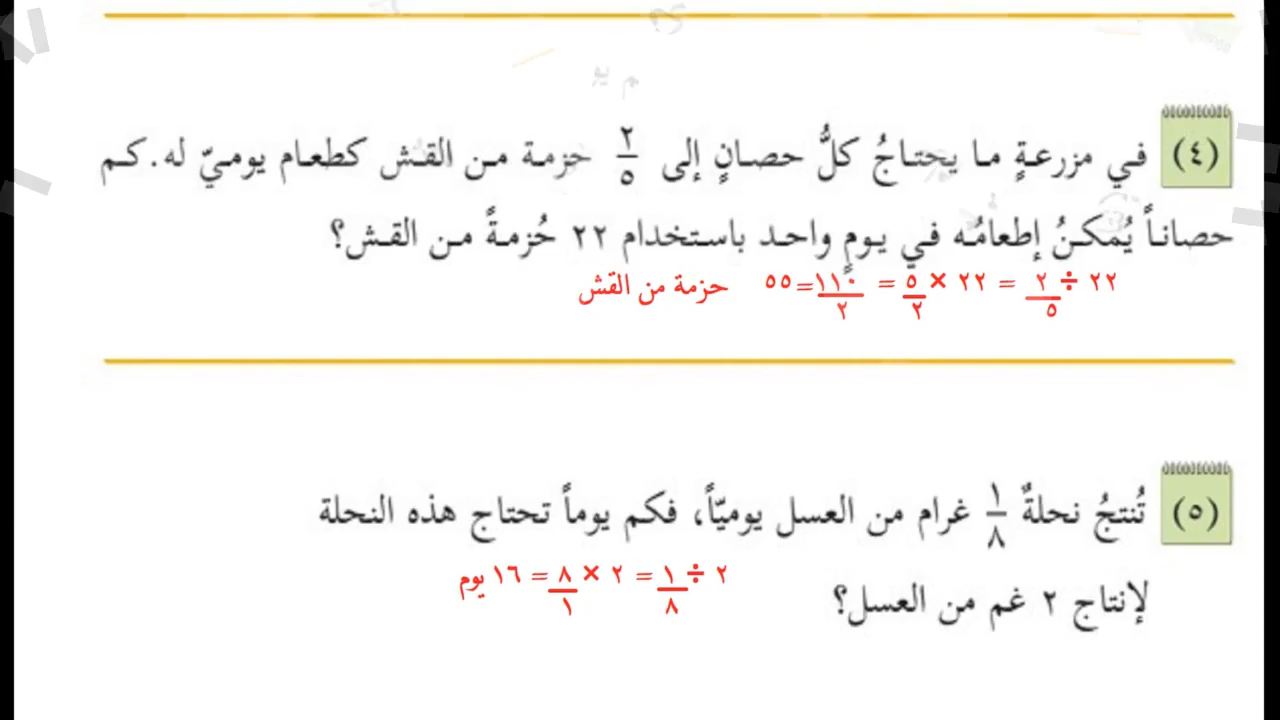 (٤) في مزرعةٍ ما يحتاجُ كلُّ حصانٍ إلى ٢/٥ حزمة من القش كطعام يوميّ له. كم
حصاناً يُمكنُ إطعامُه في يومٍ واحد باستخدام ٢٢ حُزمةً من القش؟
٢٢ ÷ ٢/٥ = ٢٢ × ٥/٢ = ١١٠/٢ = ٥٥ حزمة من القش
(٥) تُنتجُ نحلةٌ ١/٨ غرام من العسل يوميّاً، فكم يوماً تحتاج هذه النحلة
لإنتاج ٢ غم من العسل؟
٢ ÷ ١/٨ = ٢ × ٨/١ = ١٦ يوم